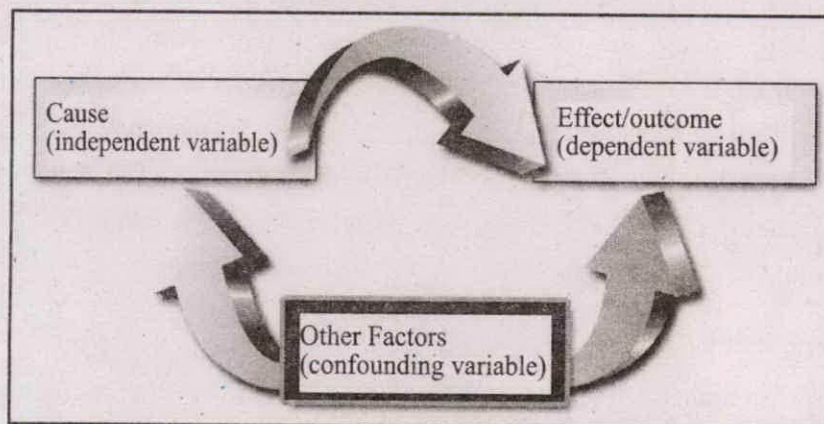 Cause
(independent variable)
Effect/outcome
(dependent variable)
Other Factors
(confounding variable)